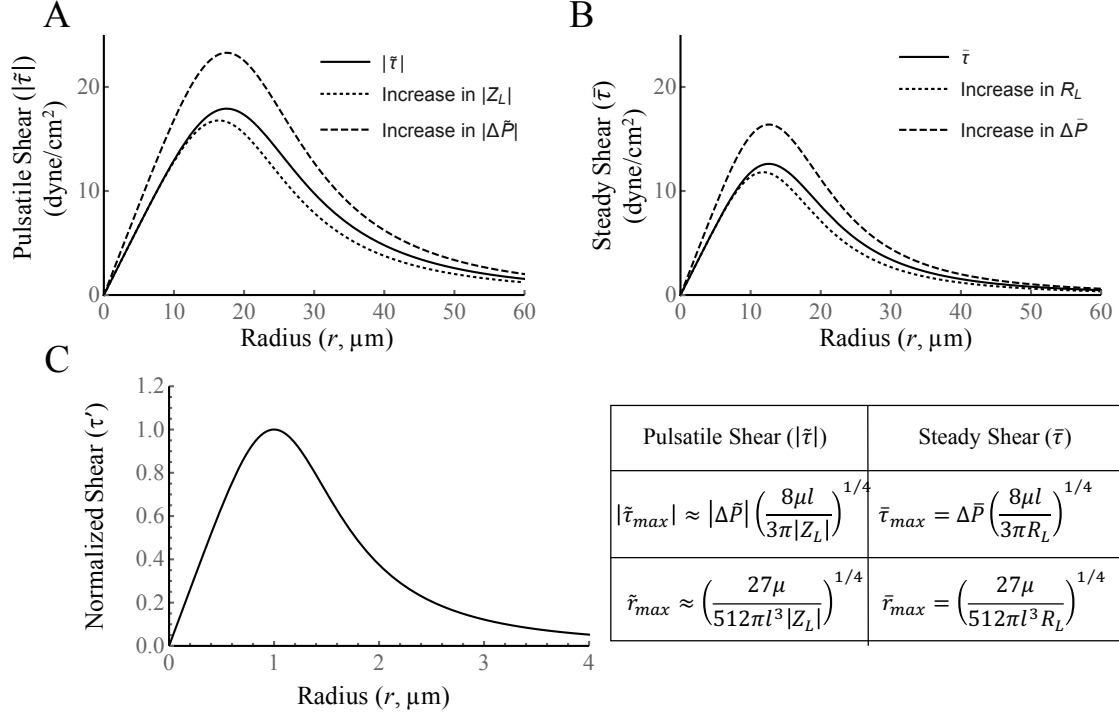 A
Pulsatile Shear (|τ̃|)
(dyne/cm²)
20
10
0
0 10 20 30 40 50 60
Radius (r, µm)
|τ̃|
Increase in |Z_L|
Increase in |ΔP̃|
B
Steady Shear (τ̄)
(dyne/cm²)
20
10
0
0 10 20 30 40 50 60
Radius (r, µm)
τ̄
Increase in R_L
Increase in ΔP̄
C
Normalized Shear (τ′)
1.2
1.0
0.8
0.6
0.4
0.2
0.0
0 1 2 3 4
Radius (r, µm)
Pulsatile Shear (|τ̃|) Steady Shear (τ̄)
|τ̃_max| ≈ |ΔP̃| (8µl / 3π|Z_L|)^1/4 τ̄_max = ΔP̄ (8µl / 3πR_L)^1/4
r̃_max ≈ (27µ / 512πl³|Z_L|)^1/4 r̄_max = (27µ / 512πl³R_L)^1/4